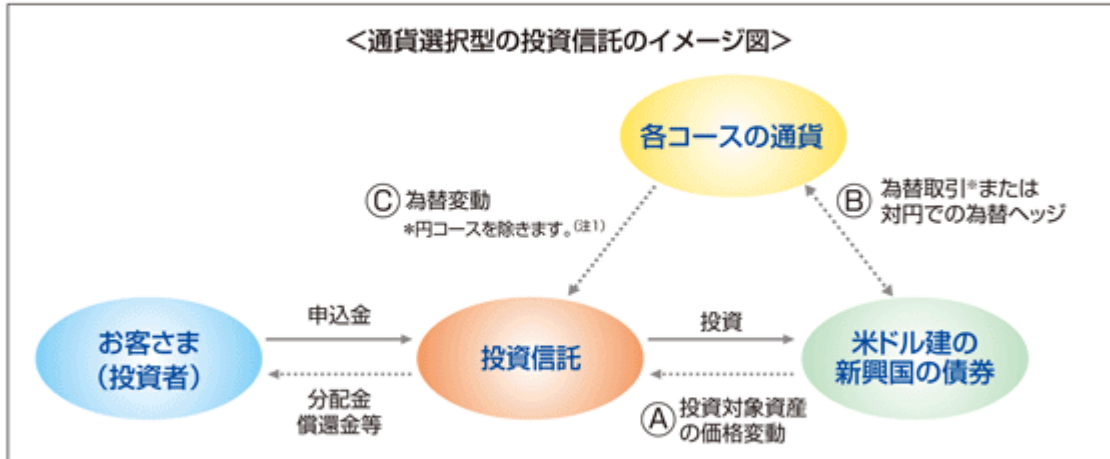 ＜通貨選択型の投資信託のイメージ図＞
各コースの通貨
Ⓒ 為替変動
＊円コースを除きます。(注1)
Ⓑ 為替取引＊または
対円での為替ヘッジ
お客さま
（投資者）
申込金
分配金
償還金等
投資信託
投資
Ⓐ 投資対象資産
の価格変動
米ドル建の
新興国の債券